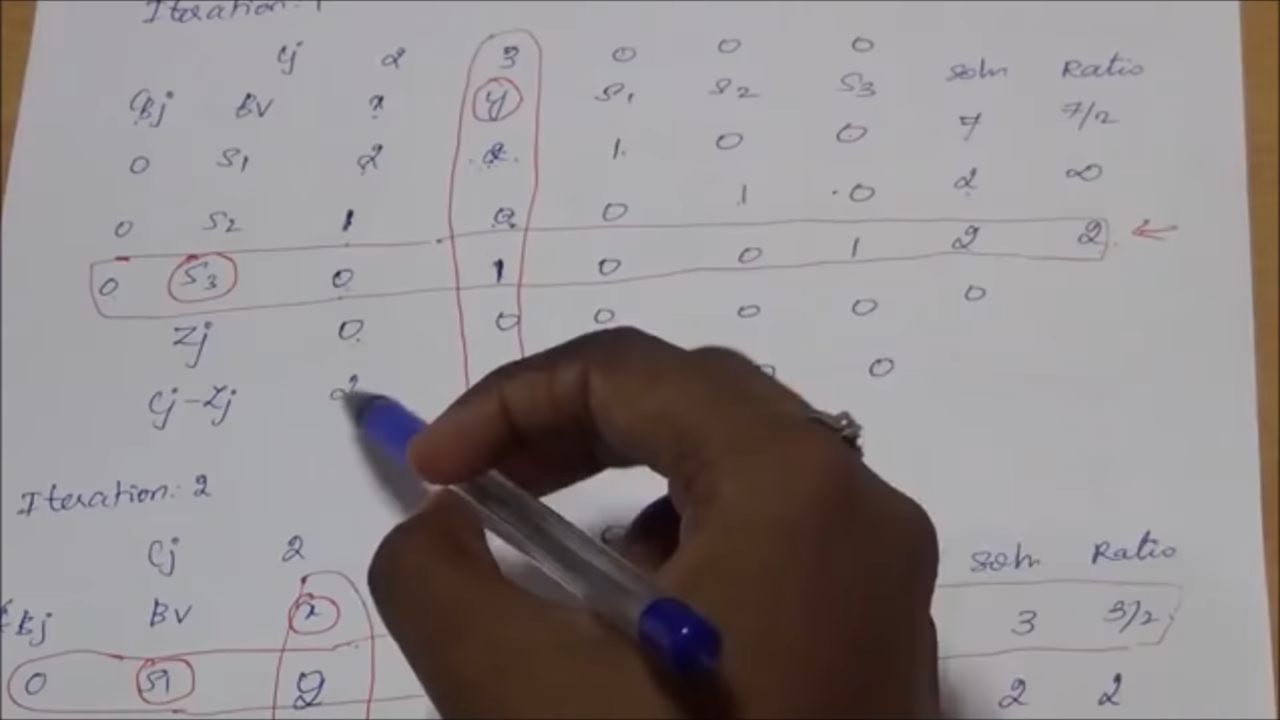 Iteration: 1
Cj 2 3 0 0 0
CBj BV x y S1 S2 S3 Soln Ratio
0 S1 2 2 1 0 0 7 7/2
0 S2 1 0 0 1 0 2 ∞
0 S3 0 1 0 0 1 2 2 ←
Zj 0 0 0 0 0 0
Cj-Zj 2 0
Iteration: 2
Cj 2
CBj BV x Soln Ratio
3 3/2
0 S1 2
2 2